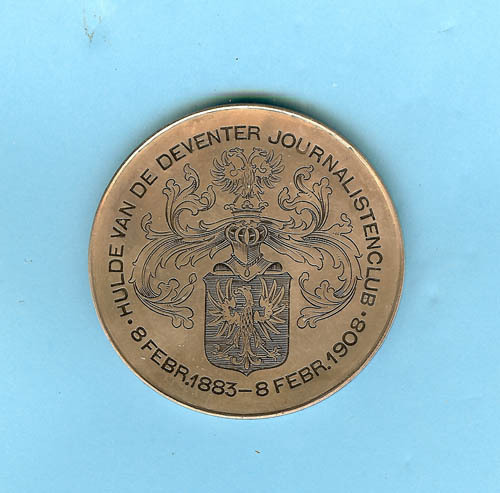 · HULDE VAN DE DEVENTER JOURNALISTENCLUB ·
8 FEBR. 1883 – 8 FEBR. 1908